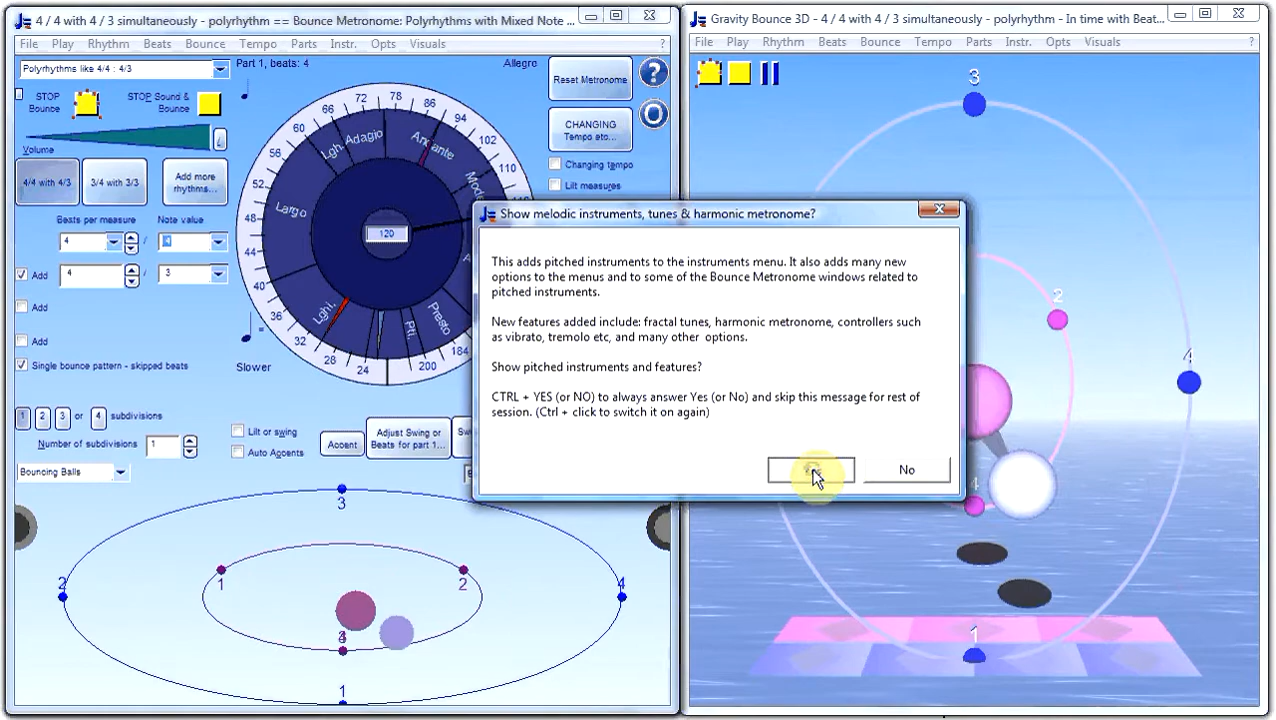 4 / 4 with 4 / 3 simultaneously - polyrhythm == Bounce Metronome: Polyrhythms with Mixed Note ...
File Play Rhythm Beats Bounce Tempo Parts Instr. Opts Visuals ?
Polyrhythms like 4/4 : 4/3
Part 1, beats: 4
Allegro
STOP
Bounce
STOP Sound &
Bounce
Volume
4/4 with 4/3
3/4 with 3/3
Add more
rhythms...
Beats per measure
Note value
4 / 4
Add 4 / 3
Add
Add
Single bounce pattern - skipped beats
1 2 3 or 4 subdivisions
Number of subdivisions 1
Bouncing Balls
Reset Metronome
?
CHANGING
Tempo etc...
Changing tempo
Lilt measures
72 78 86 94 102 110
66 60 56 52 48 44 40 36 32 28 24
200 184
Lgh. Adagio Andante
Largo
Lghl.
Ptl. Presto
120
=
Slower
Lilt or swing
Auto Accents
Accent
Adjust Swing or
Beats for part 1...
3
2 1 2 4
1
Gravity Bounce 3D - 4 / 4 with 4 / 3 simultaneously - polyrhythm - In time with Beat...
File Play Rhythm Beats Bounce Tempo Parts Instr. Opts Visuals ?
3
2
4
4
1
Show melodic instruments, tunes & harmonic metronome?
This adds pitched instruments to the instruments menu. It also adds many new
options to the menus and to some of the Bounce Metronome windows related to
pitched instruments.
New features added include: fractal tunes, harmonic metronome, controllers such
as vibrato, tremolo etc, and many other options.
Show pitched instruments and features?
CTRL + YES (or NO) to always answer Yes (or No) and skip this message for rest of
session. (Ctrl + click to switch it on again)
No